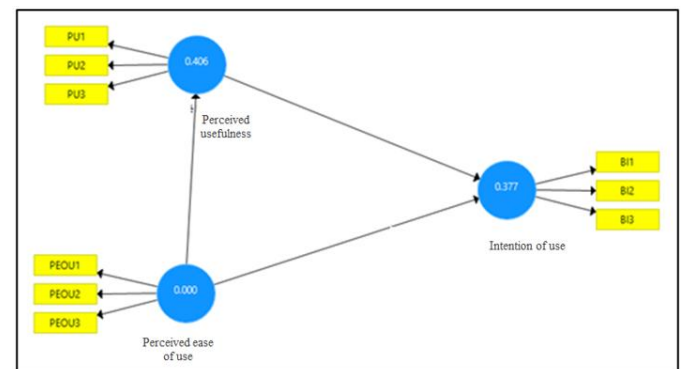 PU1
PU2
PU3
0.406
Perceived
usefulness
0.377
BI1
BI2
BI3
Intention of use
PEOU1
PEOU2
PEOU3
0.000
Perceived ease
of use